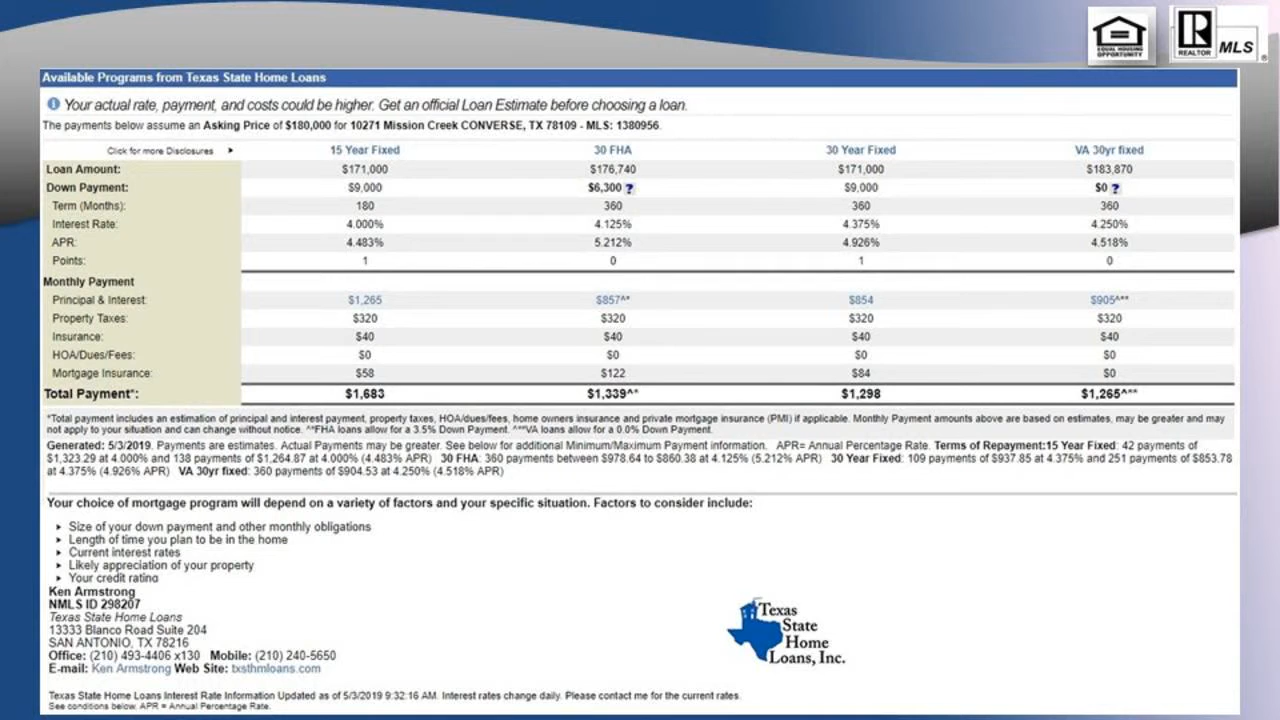 EQUAL HOUSING
OPPORTUNITY
R
REALTOR
MLS
®
Available Programs from Texas State Home Loans
Your actual rate, payment, and costs could be higher. Get an official Loan Estimate before choosing a loan.
The payments below assume an Asking Price of $180,000 for 10271 Mission Creek CONVERSE, TX 78109 - MLS: 1380956.
Click for more Disclosures ► 15 Year Fixed 30 FHA 30 Year Fixed VA 30yr fixed
Loan Amount: $171,000 $176,740 $171,000 $183,870
Down Payment: $9,000 $6,300 ? $9,000 $0 ?
Term (Months): 180 360 360 360
Interest Rate: 4.000% 4.125% 4.375% 4.250%
APR: 4.483% 5.212% 4.926% 4.518%
Points: 1 0 1 0
Monthly Payment
Principal & Interest: $1,265 $857^* $854 $905^**
Property Taxes: $320 $320 $320 $320
Insurance: $40 $40 $40 $40
HOA/Dues/Fees: $0 $0 $0 $0
Mortgage Insurance: $58 $122 $84 $0
Total Payment*: $1,683 $1,339^* $1,298 $1,265^**
*Total payment includes an estimation of principal and interest payment, property taxes, HOA/dues/fees, home owners insurance and private mortgage insurance (PMI) if applicable. Monthly Payment amounts above are based on estimates, may be greater and may
not apply to your situation and can change without notice. ^*FHA loans allow for a 3.5% Down Payment. ^**VA loans allow for a 0.0% Down Payment.
Generated: 5/3/2019. Payments are estimates. Actual Payments may be greater. See below for additional Minimum/Maximum Payment information. APR= Annual Percentage Rate. Terms of Repayment:15 Year Fixed: 42 payments of
$1,323.29 at 4.000% and 138 payments of $1,264.87 at 4.000% (4.483% APR) 30 FHA: 360 payments between $978.64 to $860.38 at 4.125% (5.212% APR) 30 Year Fixed: 109 payments of $937.85 at 4.375% and 251 payments of $853.78
at 4.375% (4.926% APR) VA 30yr fixed: 360 payments of $904.53 at 4.250% (4.518% APR)
Your choice of mortgage program will depend on a variety of factors and your specific situation. Factors to consider include:
► Size of your down payment and other monthly obligations
► Length of time you plan to be in the home
► Current interest rates
► Likely appreciation of your property
► Your credit rating
Ken Armstrong
NMLS ID 298207
Texas State Home Loans
13333 Blanco Road Suite 204
SAN ANTONIO, TX 78216
Office: (210) 493-4406 x130 Mobile: (210) 240-5650
E-mail: Ken Armstrong Web Site: txsthmloans.com
Texas
State
Home
Loans, Inc.
Texas State Home Loans Interest Rate Information Updated as of 5/3/2019 9:32:16 AM. Interest rates change daily. Please contact me for the current rates.
See conditions below. APR = Annual Percentage Rate.